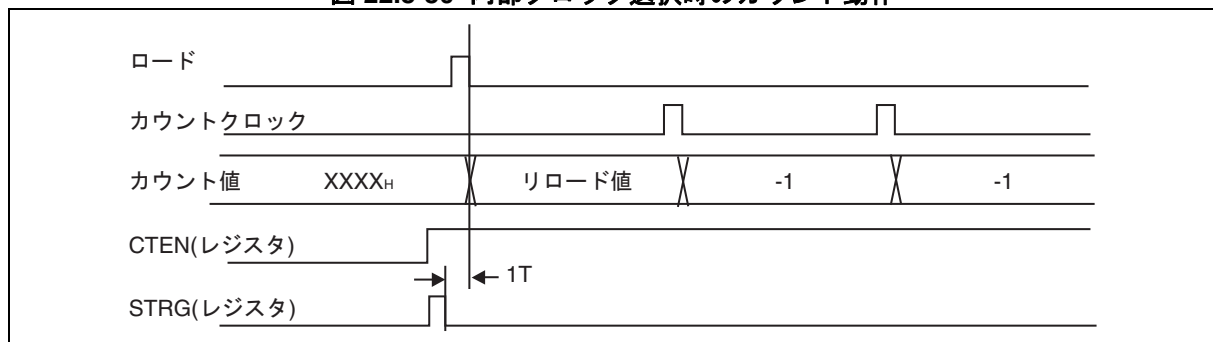 ロード
カウントクロック
カウント値 XXXXH リロード値 -1 -1
CTEN(レジスタ)
1T
STRG(レジスタ)